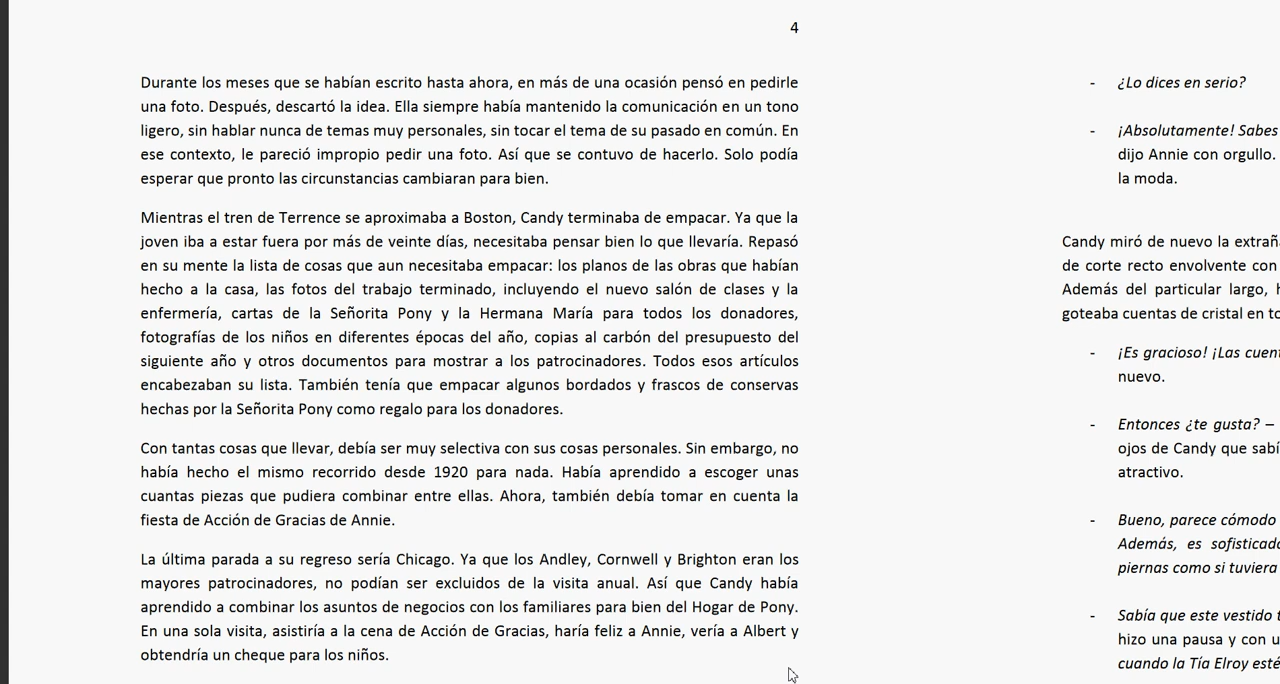 4
Durante los meses que se habían escrito hasta ahora, en más de una ocasión pensó en pedirle
una foto. Después, descartó la idea. Ella siempre había mantenido la comunicación en un tono
ligero, sin hablar nunca de temas muy personales, sin tocar el tema de su pasado en común. En
ese contexto, le pareció impropio pedir una foto. Así que se contuvo de hacerlo. Solo podía
esperar que pronto las circunstancias cambiaran para bien.
Mientras el tren de Terrence se aproximaba a Boston, Candy terminaba de empacar. Ya que la
joven iba a estar fuera por más de veinte días, necesitaba pensar bien lo que llevaría. Repasó
en su mente la lista de cosas que aun necesitaba empacar: los planos de las obras que habían
hecho a la casa, las fotos del trabajo terminado, incluyendo el nuevo salón de clases y la
enfermería, cartas de la Señorita Pony y la Hermana María para todos los donadores,
fotografías de los niños en diferentes épocas del año, copias al carbón del presupuesto del
siguiente año y otros documentos para mostrar a los patrocinadores. Todos esos artículos
encabezaban su lista. También tenía que empacar algunos bordados y frascos de conservas
hechas por la Señorita Pony como regalo para los donadores.
Con tantas cosas que llevar, debía ser muy selectiva con sus cosas personales. Sin embargo, no
había hecho el mismo recorrido desde 1920 para nada. Había aprendido a escoger unas
cuantas piezas que pudiera combinar entre ellas. Ahora, también debía tomar en cuenta la
fiesta de Acción de Gracias de Annie.
La última parada a su regreso sería Chicago. Ya que los Andley, Cornwell y Brighton eran los
mayores patrocinadores, no podían ser excluidos de la visita anual. Así que Candy había
aprendido a combinar los asuntos de negocios con los familiares para bien del Hogar de Pony.
En una sola visita, asistiría a la cena de Acción de Gracias, haría feliz a Annie, vería a Albert y
obtendría un cheque para los niños.
- ¿Lo dices en serio?
- ¡Absolutamente! Sabes
dijo Annie con orgullo.
la moda.
Candy miró de nuevo la extrañ
de corte recto envolvente con
Además del particular largo, h
goteaba cuentas de cristal en to
- ¡Es gracioso! ¡Las cuent
nuevo.
- Entonces ¿te gusta? –
ojos de Candy que sabí
atractivo.
- Bueno, parece cómodo
Además, es sofisticado
piernas como si tuviera
- Sabía que este vestido t
hizo una pausa y con u
cuando la Tía Elroy esté